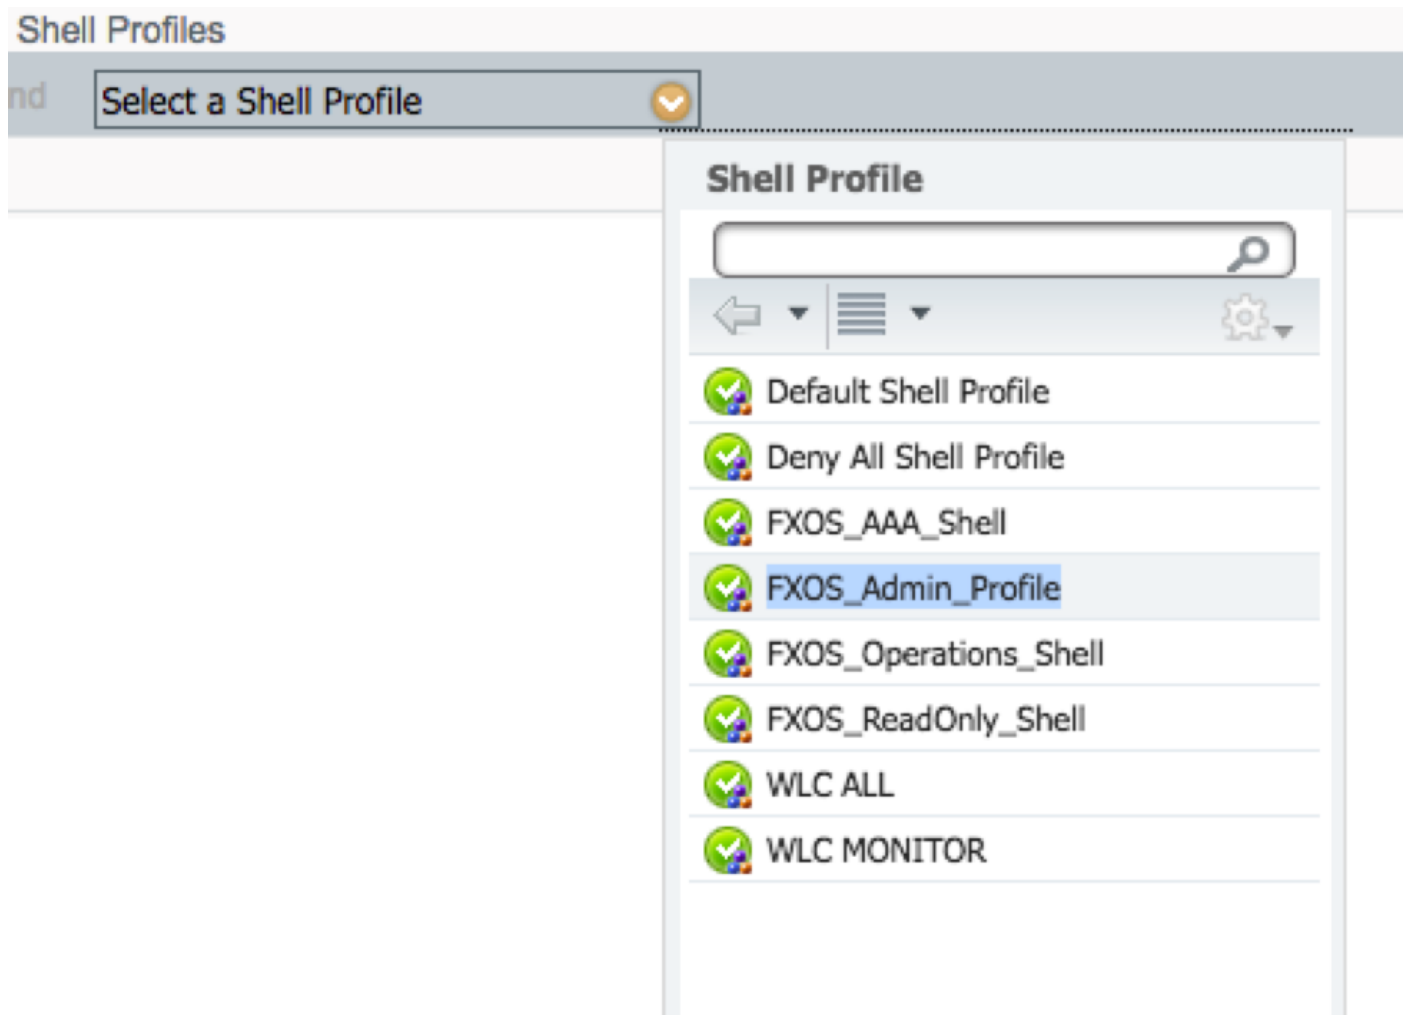 Shell Profiles
nd
Select a Shell Profile
Shell Profile
Default Shell Profile
Deny All Shell Profile
FXOS_AAA_Shell
FXOS_Admin_Profile
FXOS_Operations_Shell
FXOS_ReadOnly_Shell
WLC ALL
WLC MONITOR